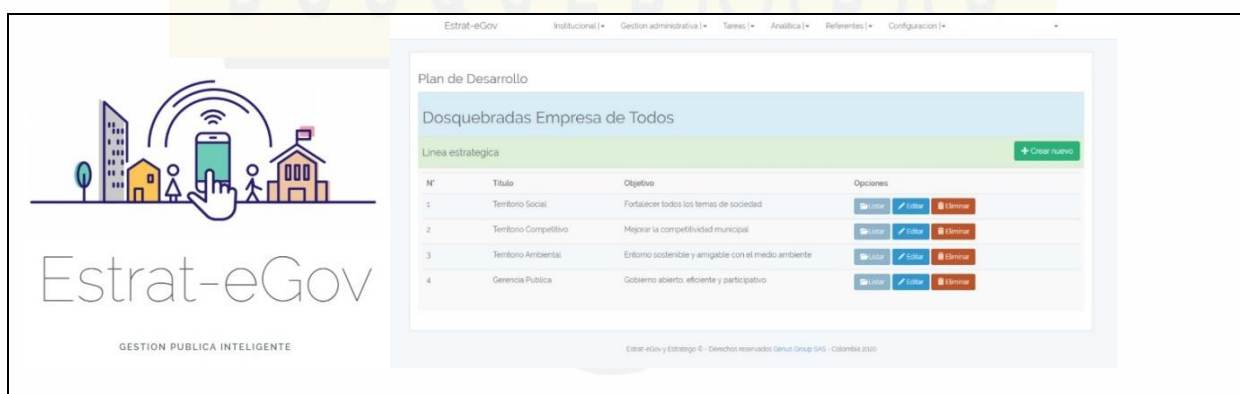 DOSQUEBRADAS
Estrat-eGov Institucional | Gestion administrativa | Tareas | Analitica | Referentes | Configuracion |
Plan de Desarrollo
Dosquebradas Empresa de Todos
Linea estrategica + Crear nuevo
N° Titulo Objetivo Opciones
1 Territorio Social Fortalecer todos los temas de sociedad Listar Editar Eliminar
2 Territorio Competitivo Mejorar la competitividad municipal Listar Editar Eliminar
3 Territorio Ambiental Entorno sostenible y amigable con el medio ambiente Listar Editar Eliminar
4 Gerencia Publica Gobierno abierto, eficiente y participativo Listar Editar Eliminar
Estrat-eGov y Estratego © - Derechos reservados Genus Group SAS - Colombia 2020
Estrat-eGov
GESTION PUBLICA INTELIGENTE